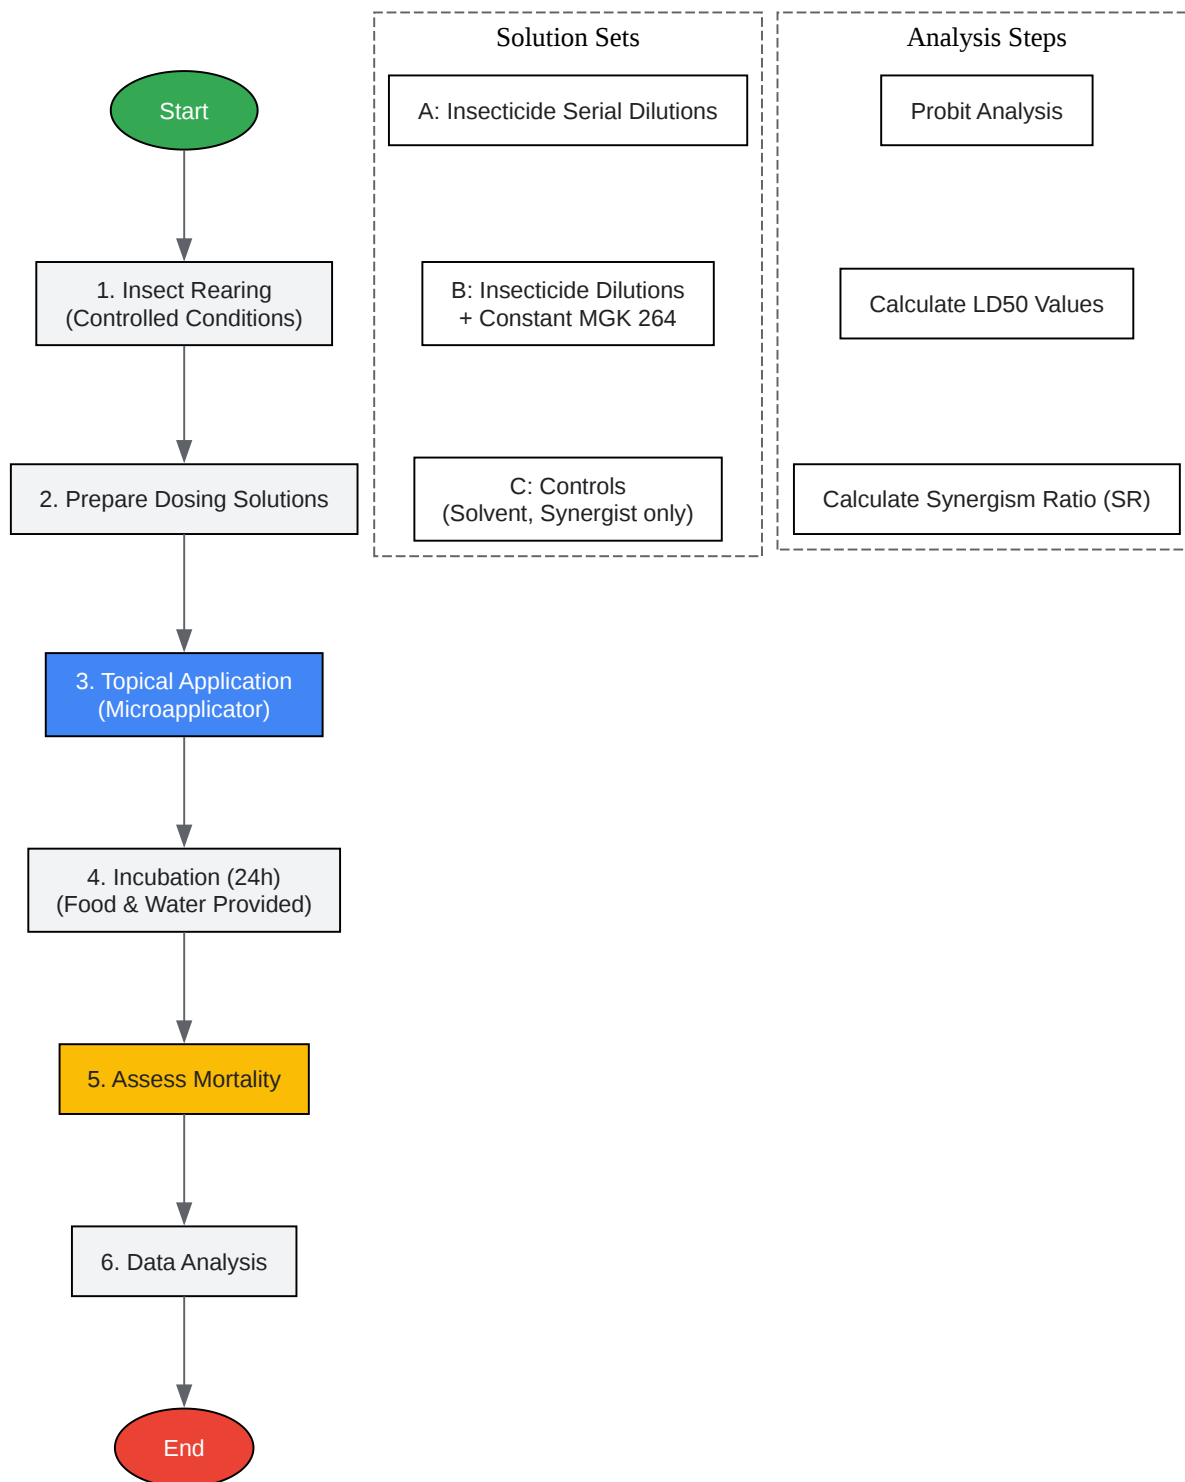 Start
1. Insect Rearing
(Controlled Conditions)
2. Prepare Dosing Solutions
3. Topical Application
(Microapplicator)
4. Incubation (24h)
(Food & Water Provided)
5. Assess Mortality
6. Data Analysis
End
Solution Sets
A: Insecticide Serial Dilutions
B: Insecticide Dilutions
+ Constant MGK 264
C: Controls
(Solvent, Synergist only)
Analysis Steps
Probit Analysis
Calculate LD50 Values
Calculate Synergism Ratio (SR)